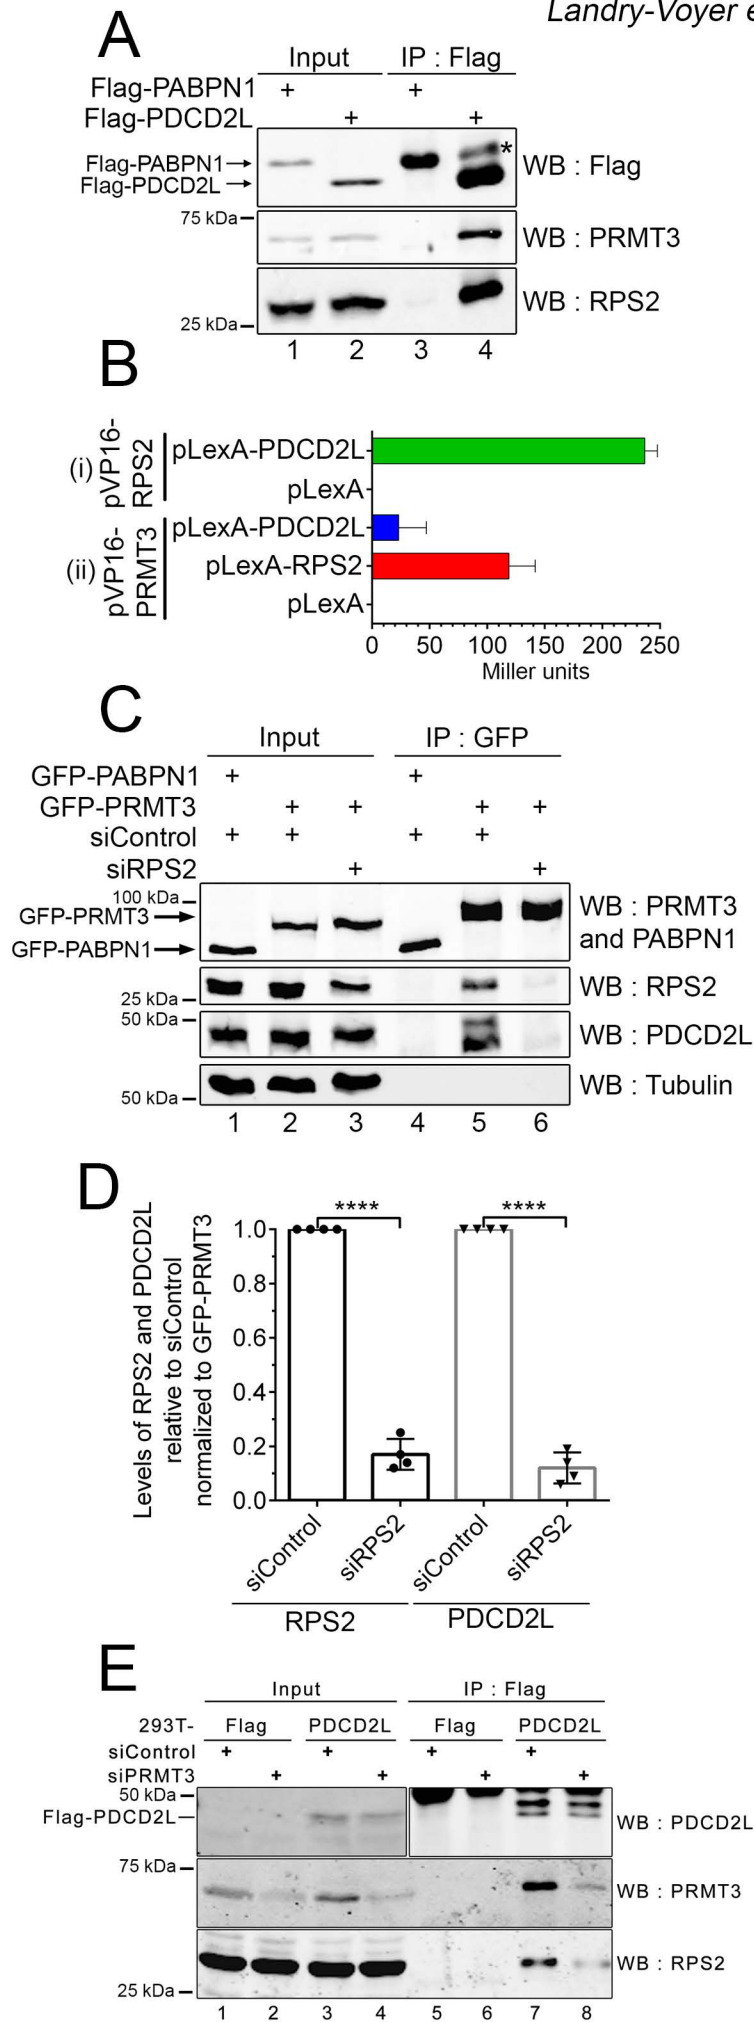 Landry-Voyer e
A
Input IP : Flag
Flag-PABPN1 + +
Flag-PDCD2L + +
Flag-PABPN1 * WB : Flag
Flag-PDCD2L
75 kDa
WB : PRMT3
WB : RPS2
25 kDa
1 2 3 4
B
(i) pVP16-RPS2
pLexA-PDCD2L
pLexA
(ii) pVP16-PRMT3
pLexA-PDCD2L
pLexA-RPS2
pLexA
0 50 100 150 200 250
Miller units
C
Input IP : GFP
GFP-PABPN1 + +
GFP-PRMT3 + + + +
siControl + + + +
siRPS2 + +
100 kDa
GFP-PRMT3 WB : PRMT3
GFP-PABPN1 and PABPN1
WB : RPS2
25 kDa
50 kDa
WB : PDCD2L
WB : Tubulin
50 kDa
1 2 3 4 5 6
D
Levels of RPS2 and PDCD2L
relative to siControl
normalized to GFP-PRMT3
**** ****
1.0
0.8
0.6
0.4
0.2
0.0
siControl siRPS2 siControl siRPS2
RPS2 PDCD2L
E
Input IP : Flag
293T- Flag PDCD2L Flag PDCD2L
siControl + + + +
siPRMT3 + + + +
50 kDa
Flag-PDCD2L WB : PDCD2L
75 kDa
WB : PRMT3
WB : RPS2
25 kDa
1 2 3 4 5 6 7 8